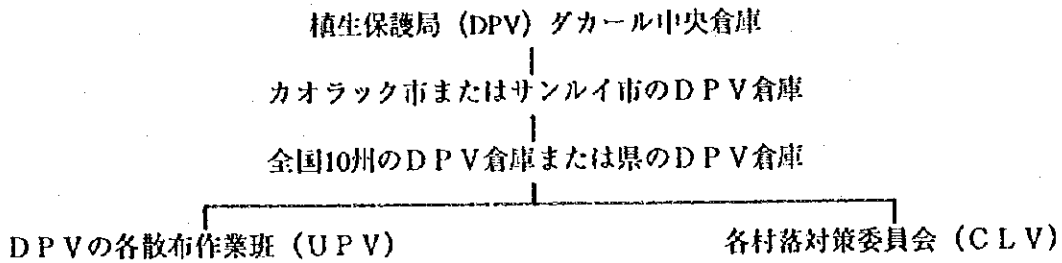 植生保護局（DPV）ダカール中央倉庫
カオラック市またはサンルイ市のＤＰＶ倉庫
全国10州のＤＰＶ倉庫または県のＤＰＶ倉庫
ＤＰＶの各散布作業班（ＵＰＶ）
各村落対策委員会（ＣＬＶ）